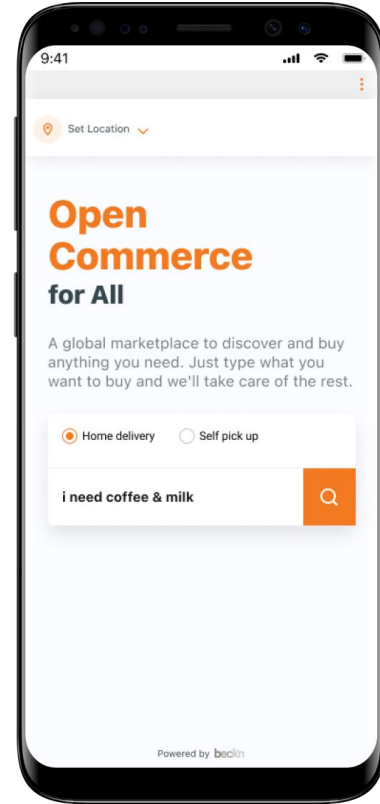 9:41
Set Location
Open
Commerce
for All
A global marketplace to discover and buy
anything you need. Just type what you
want to buy and we'll take care of the rest.
Home delivery Self pick up
i need coffee & milk
Powered by beckn